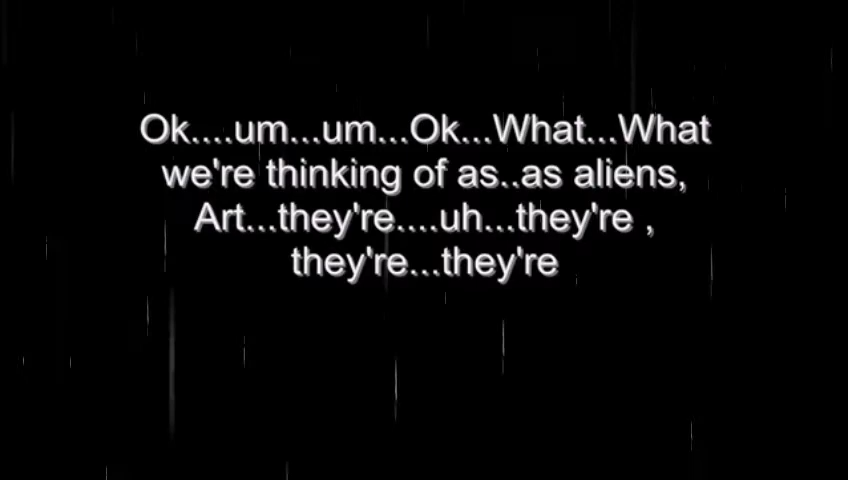 Ok....um...um...Ok...What...What
we're thinking of as..as aliens,
Art...they're....uh...they're ,
they're...they're